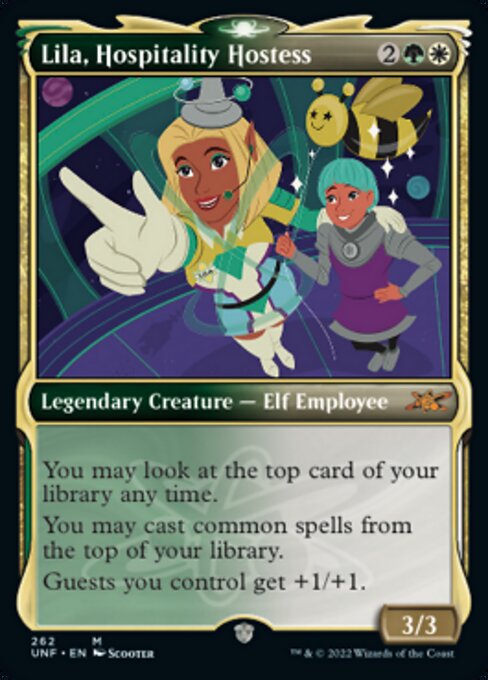 Lila, Hospitality Hostess 2
Legendary Creature — Elf Employee
You may look at the top card of your
library any time.
You may cast common spells from
the top of your library.
Guests you control get +1/+1.
3/3
262 M
UNF • EN Scooter
™ & © 2022 Wizards of the Coast